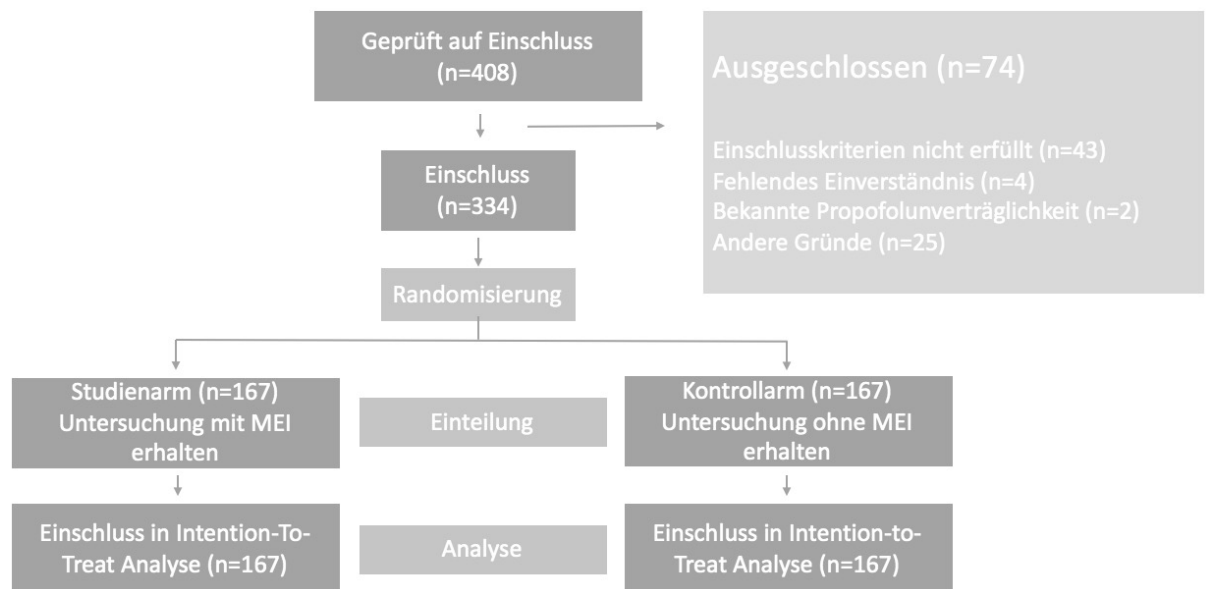 Geprüft auf Einschluss
(n=408)
Ausgeschlossen (n=74)
Einschlusskriterien nicht erfüllt (n=43)
Fehlendes Einverständnis (n=4)
Bekannte Propofolunverträglichkeit (n=2)
Andere Gründe (n=25)
Einschluss
(n=334)
Randomisierung
Studienarm (n=167)
Untersuchung mit MEI
erhalten
Einteilung
Kontrollarm (n=167)
Untersuchung ohne MEI
erhalten
Einschluss in Intention-To-
Treat Analyse (n=167)
Analyse
Einschluss in Intention-to-
Treat Analyse (n=167)